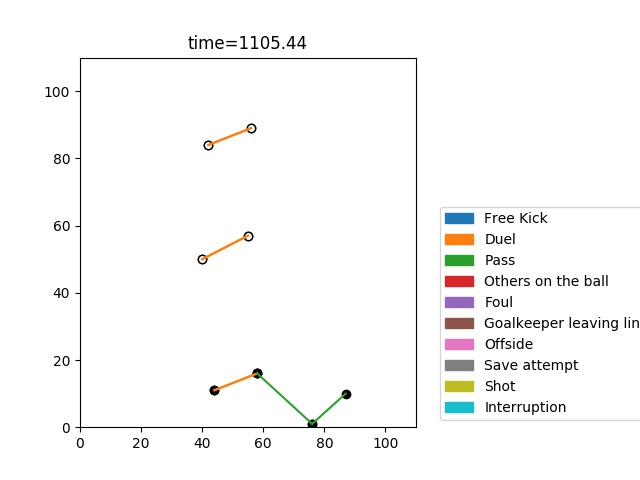 time=1105.44
100
80
60
40
20
0
0 20 40 60 80 100
Free Kick
Duel
Pass
Others on the ball
Foul
Goalkeeper leaving lin
Offside
Save attempt
Shot
Interruption